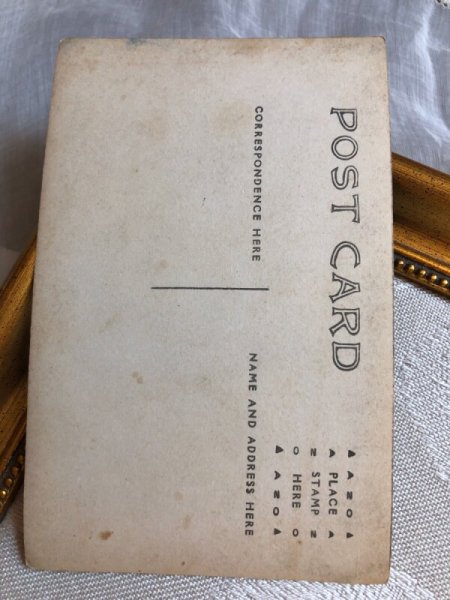 POST CARD
CORRESPONDENCE HERE
NAME AND ADDRESS HERE
▲ A Z O ▲
A PLACE A
Z STAMP Z
O HERE O
▲ A Z O ▲